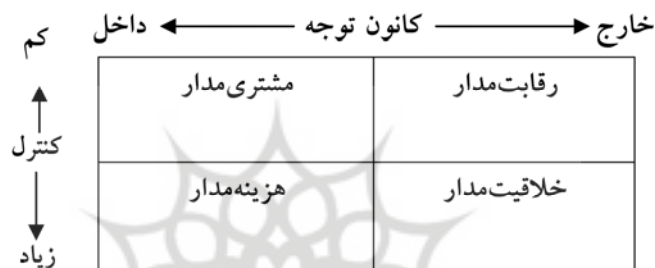 خارج کانون توجه داخل
کم
رقابت‌مدار مشتری‌مدار
کنترل
خلاقیت‌مدار هزینه‌مدار
زیاد